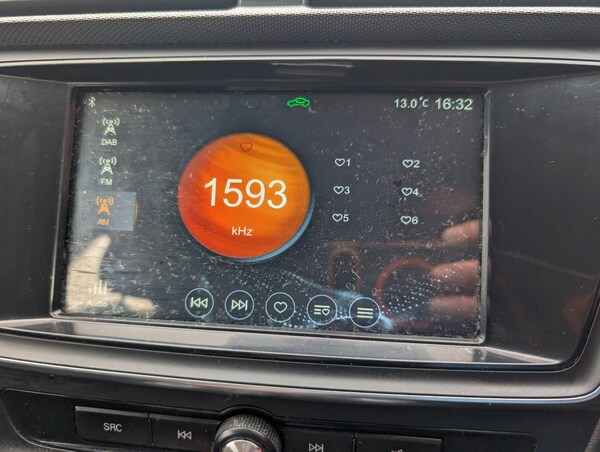 13.0°C 16:32
DAB
FM
AM
1593
kHz
1 2
3 4
5 6
SRC